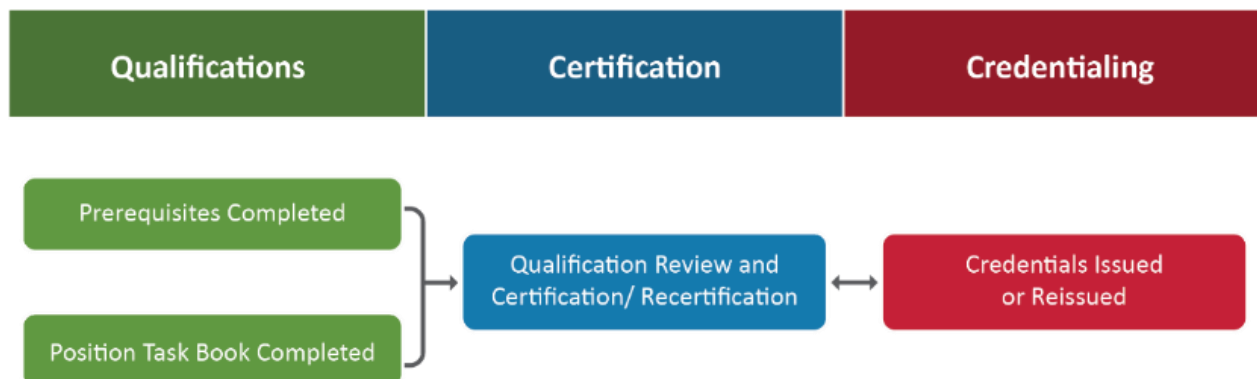 Qualifications
Certification
Credentialing
Prerequisites Completed
Qualification Review and
Certification/ Recertification
Credentials Issued
or Reissued
Position Task Book Completed